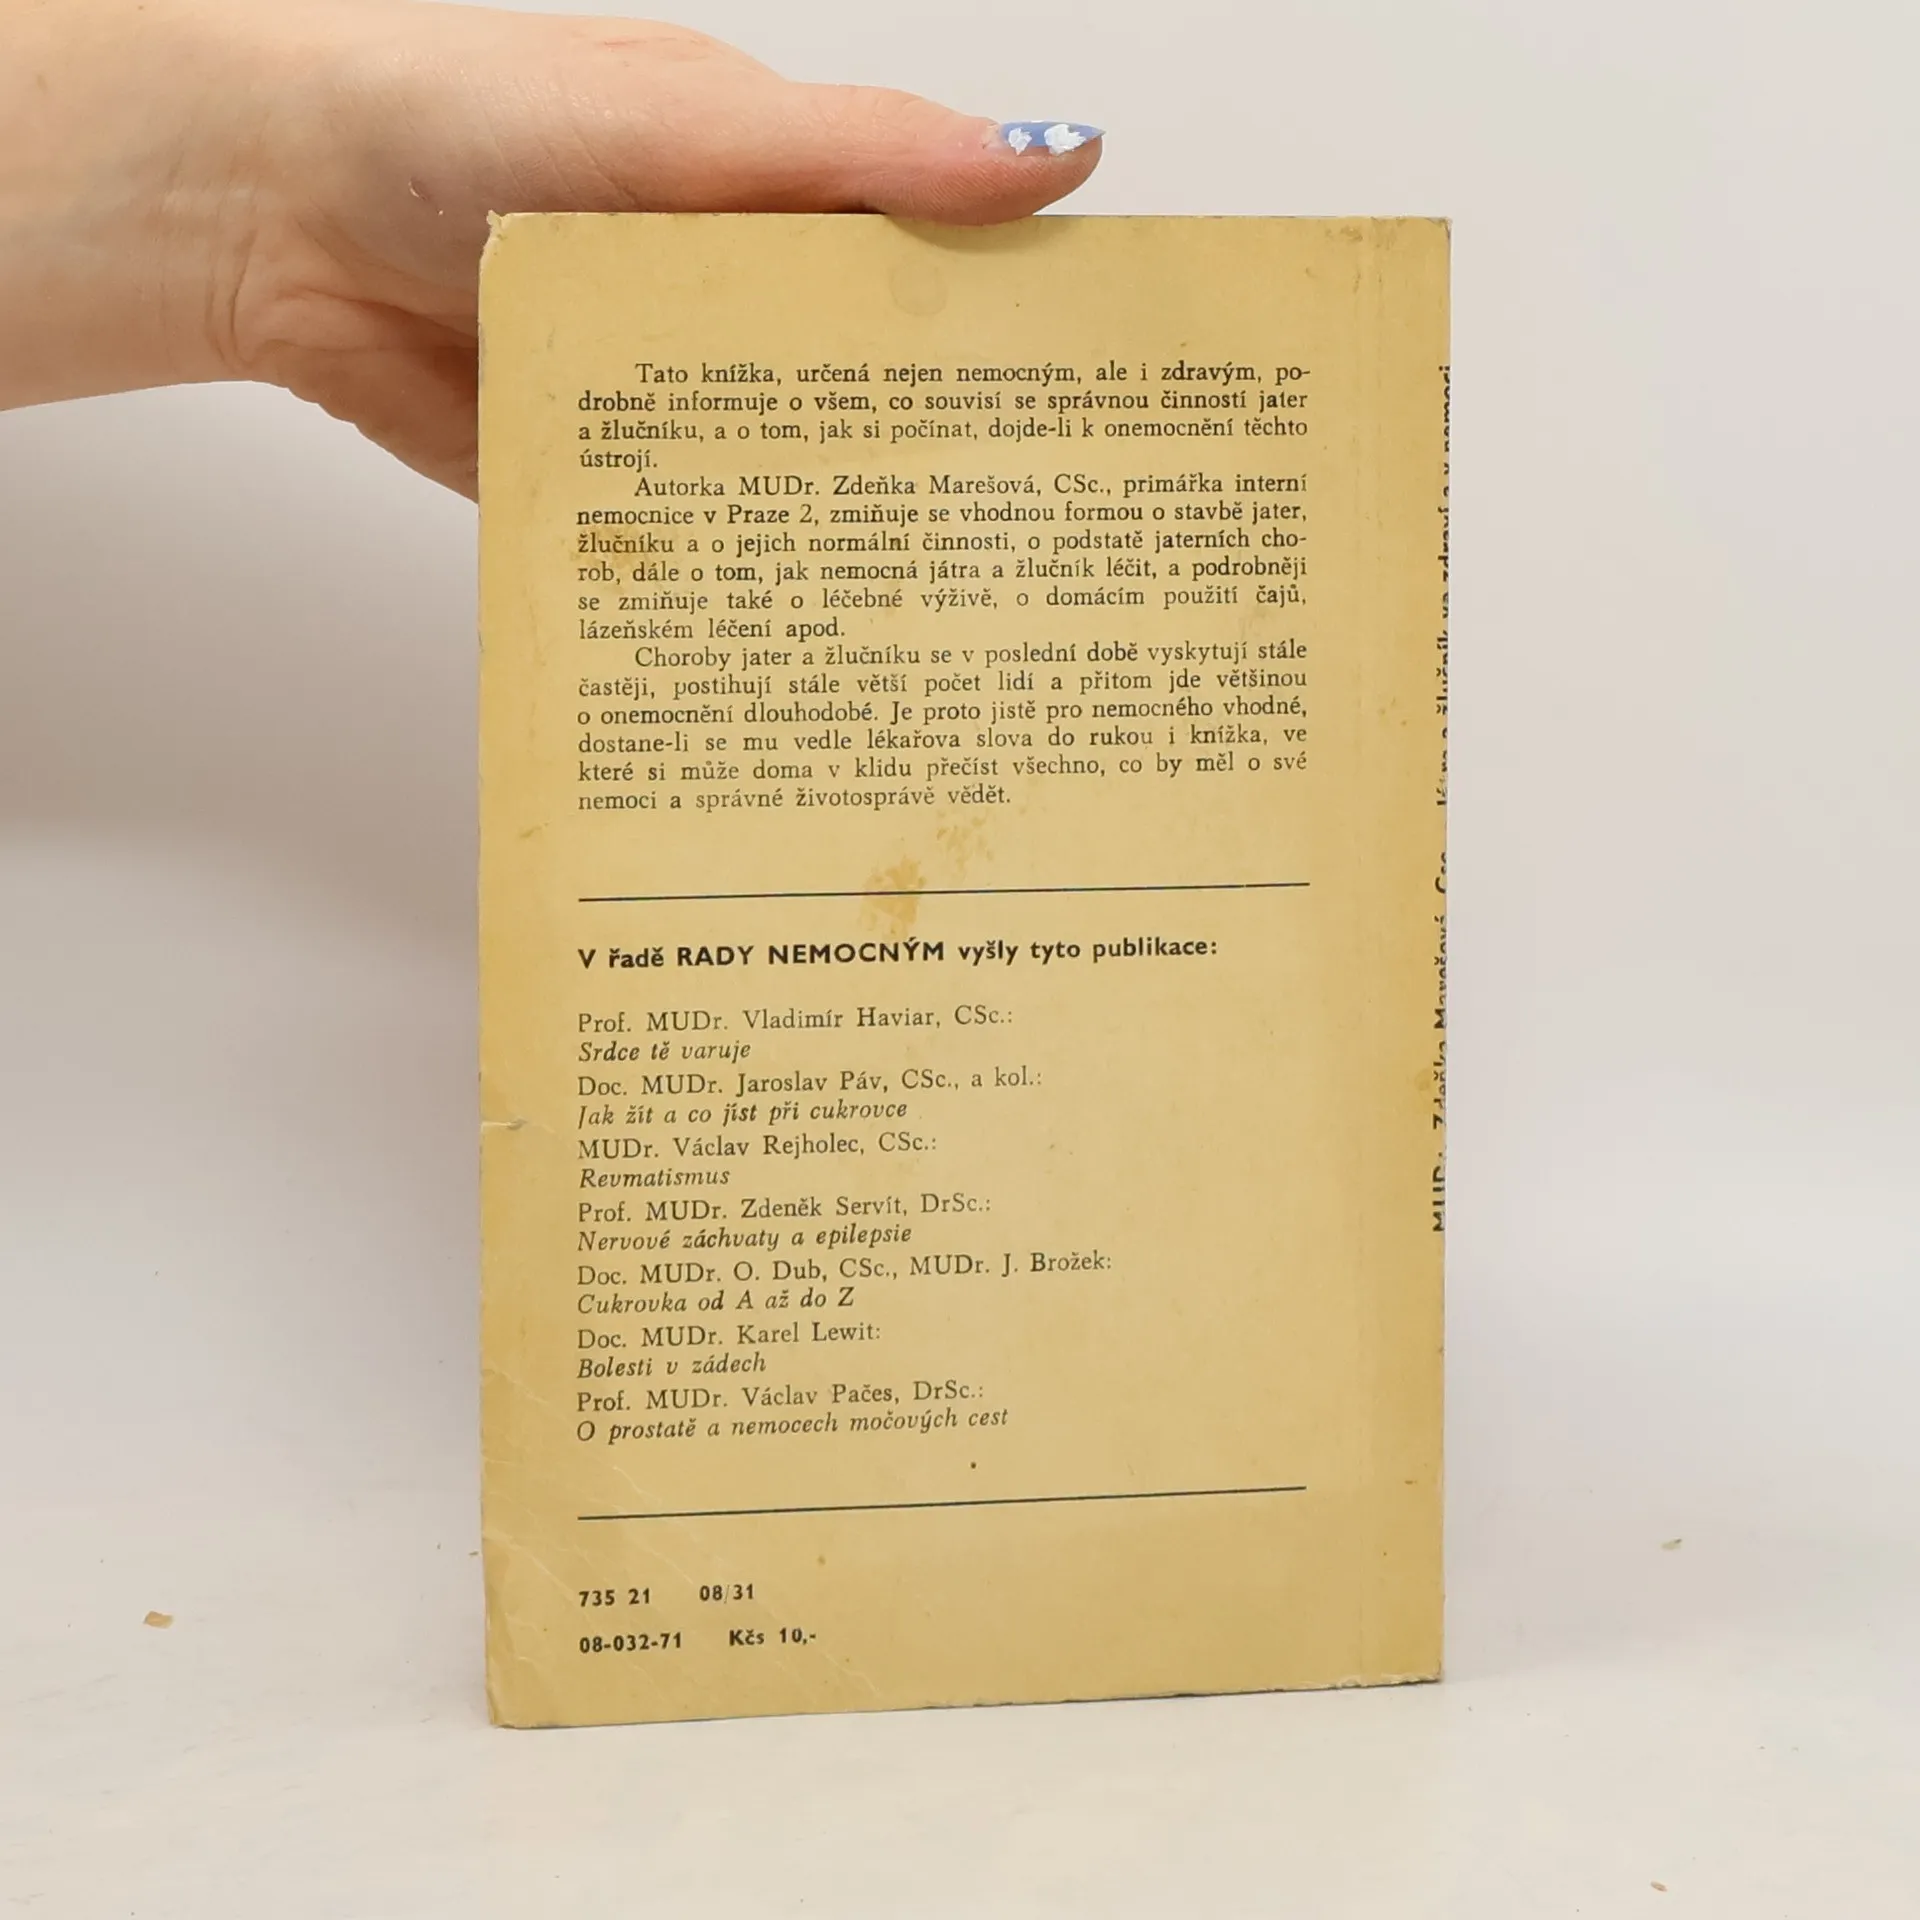 Tato knížka, určená nejen nemocným, ale i zdravým, po-
drobně informuje o všem, co souvisí se správnou činností jater
a žlučníku, a o tom, jak si počínat, dojde-li k onemocnění těchto
ústrojí.
Autorka MUDr. Zdeňka Marešová, CSc., primářka interní
nemocnice v Praze 2, zmiňuje se vhodnou formou o stavbě jater,
žlučníku a o jejich normální činnosti, o podstatě jaterních cho-
rob, dále o tom, jak nemocná játra a žlučník léčit, a podrobněji
se zmiňuje také o léčebné výživě, o domácím použití čajů,
lázeňském léčení apod.
Choroby jater a žlučníku se v poslední době vyskytují stále
častěji, postihují stále větší počet lidí a přitom jde většinou
o onemocnění dlouhodobé. Je proto jistě pro nemocného vhodné,
dostane-li se mu vedle lékařova slova do rukou i knížka, ve
které si může doma v klidu přečíst všechno, co by měl o své
nemoci a správné životosprávě vědět.
V řadě RADY NEMOCNÝM vyšly tyto publikace:
Prof. MUDr. Vladimír Haviar, CSc.:
Srdce tě varuje
Doc. MUDr. Jaroslav Páv, CSc., a kol.:
Jak žít a co jíst při cukrovce
MUDr. Václav Rejholec, CSc.:
Revmatismus
Prof. MUDr. Zdeněk Servít, DrSc.:
Nervové záchvaty a epilepsie
Doc. MUDr. O. Dub, CSc., MUDr. J. Brožek:
Cukrovka od A až do Z
Doc. MUDr. Karel Lewit:
Bolesti v zádech
Prof. MUDr. Václav Pačes, DrSc.:
O prostatě a nemocech močových cest
735 21 08/31
08-032-71 Kčs 10,-
MUDr. Zdeňka Marešová, Csc. játra a žlučník ve zdraví a v nemoci